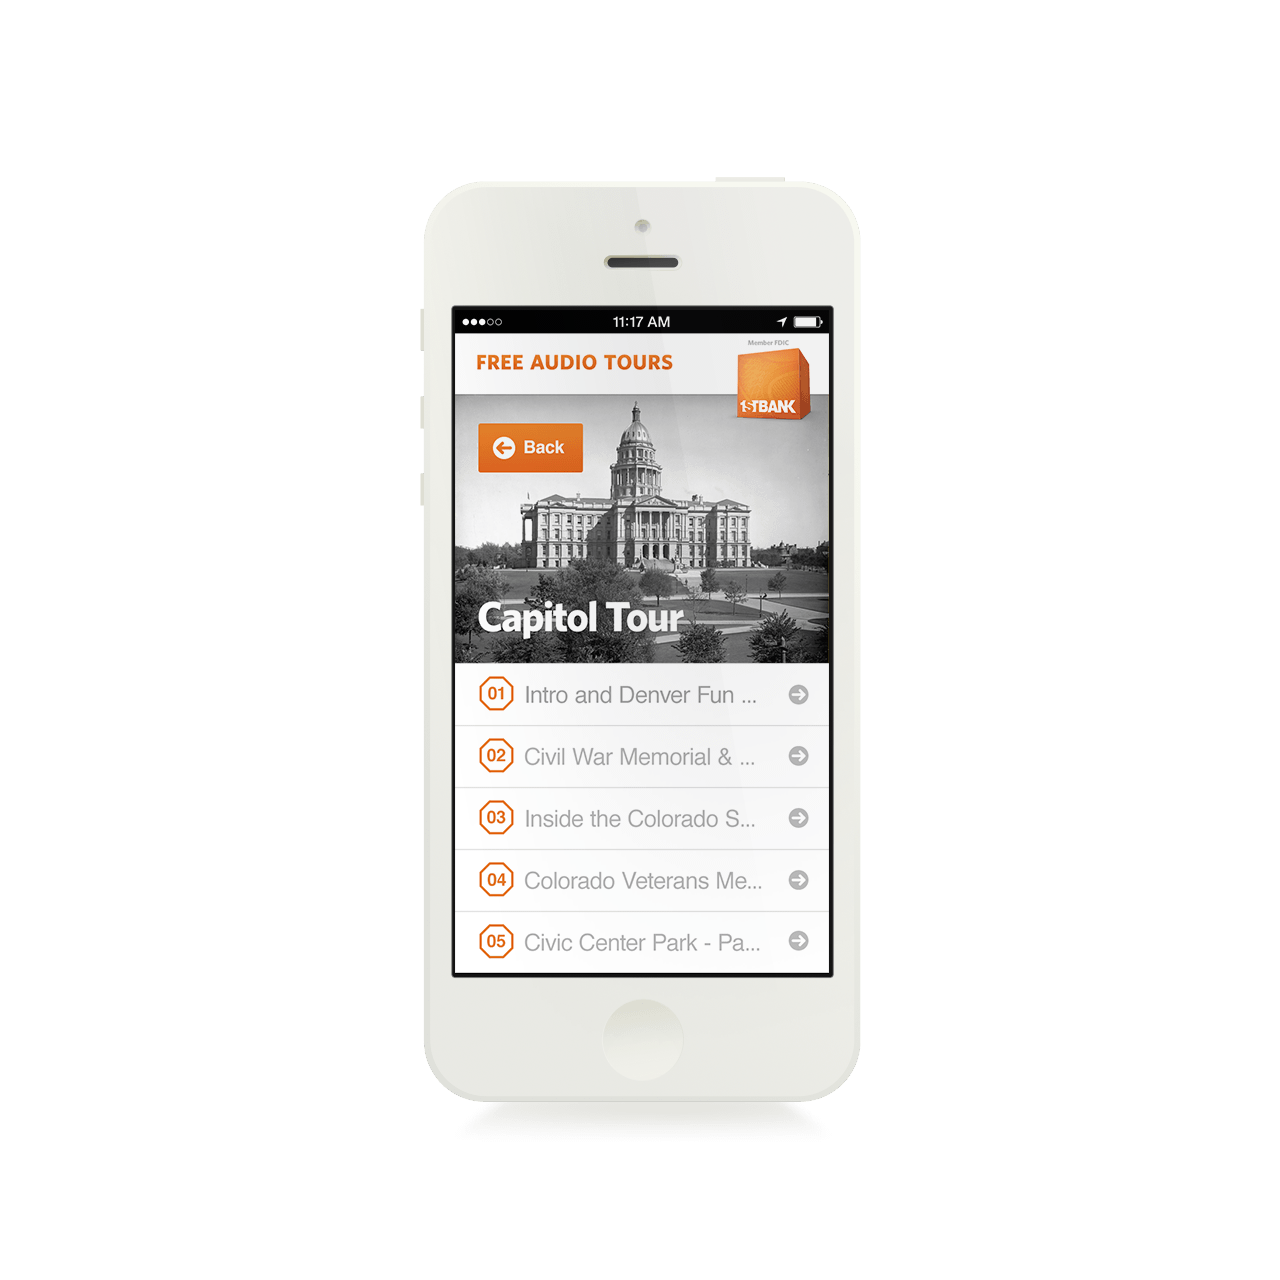 11:17 AM
Member FDIC
FREE AUDIO TOURS
1STBANK
Back
Capitol Tour
01 Intro and Denver Fun ...
02 Civil War Memorial & ...
03 Inside the Colorado S...
04 Colorado Veterans Me...
05 Civic Center Park - Pa...